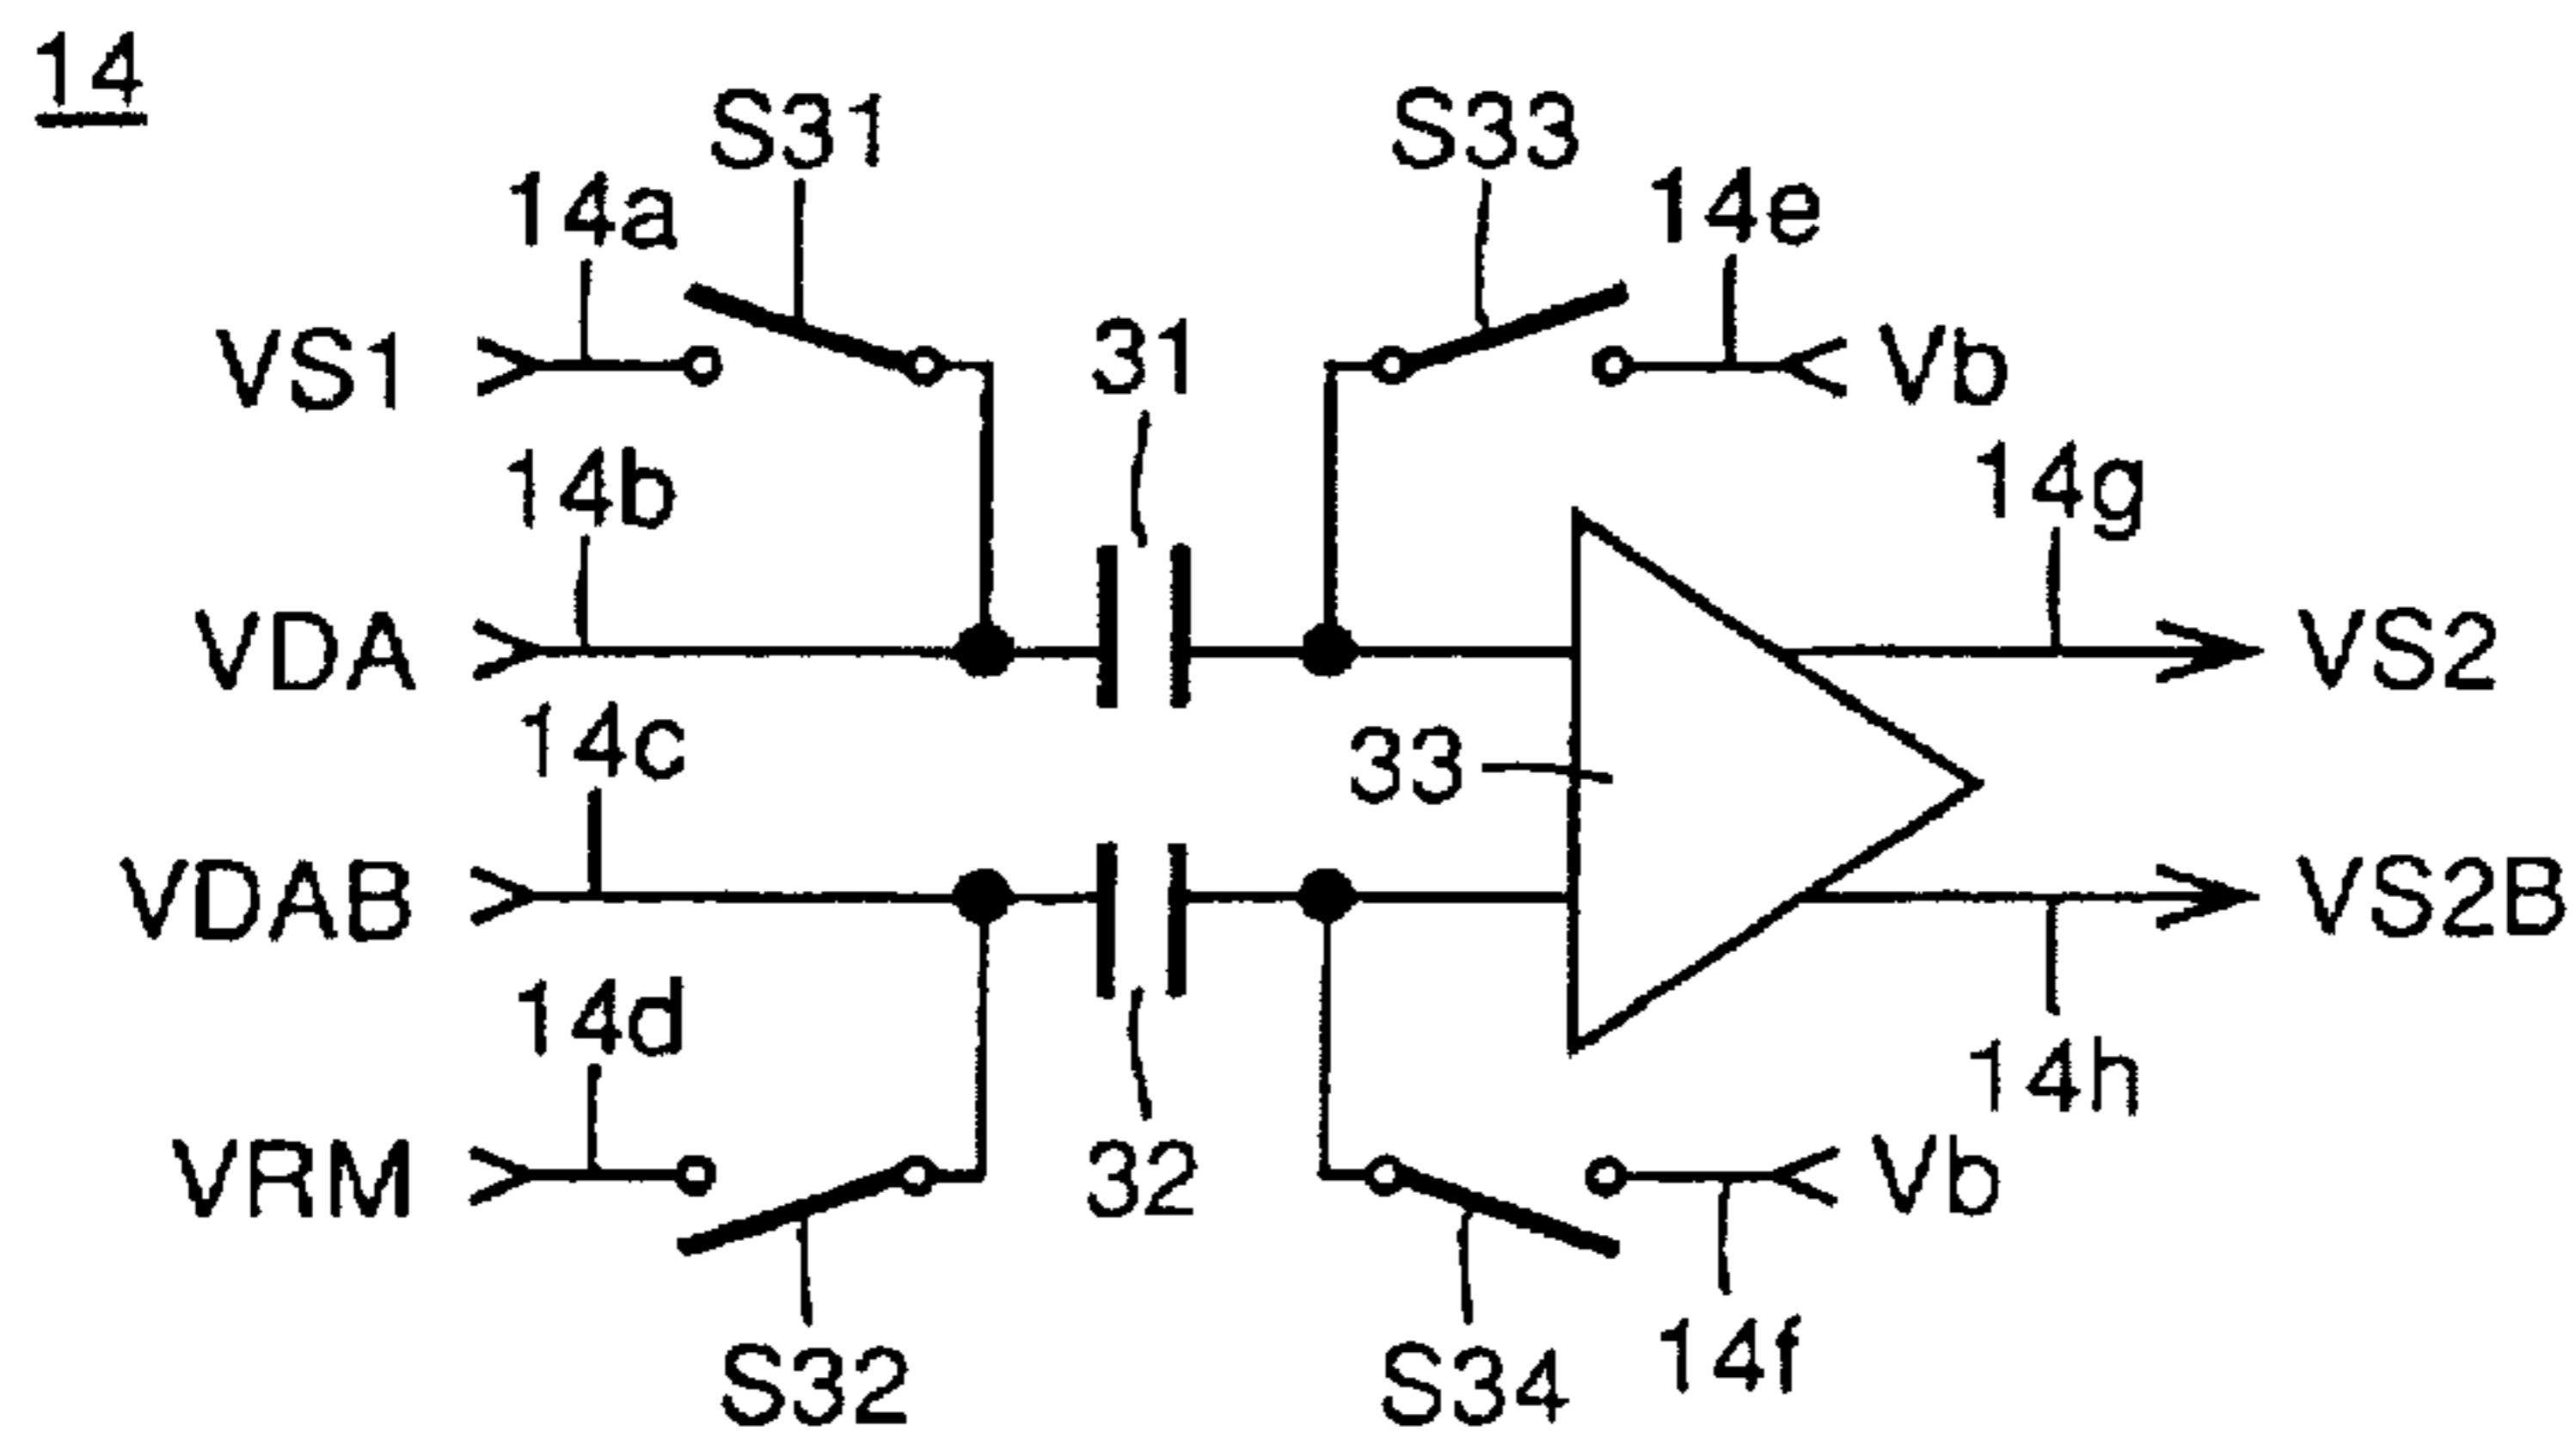 14
S31 S33
14a 14e
VS1 31 Vb
14b 14g
VDA VS2
14c 33
VDAB VS2B
14d 14h
VRM 32 Vb
S32 S34 14f